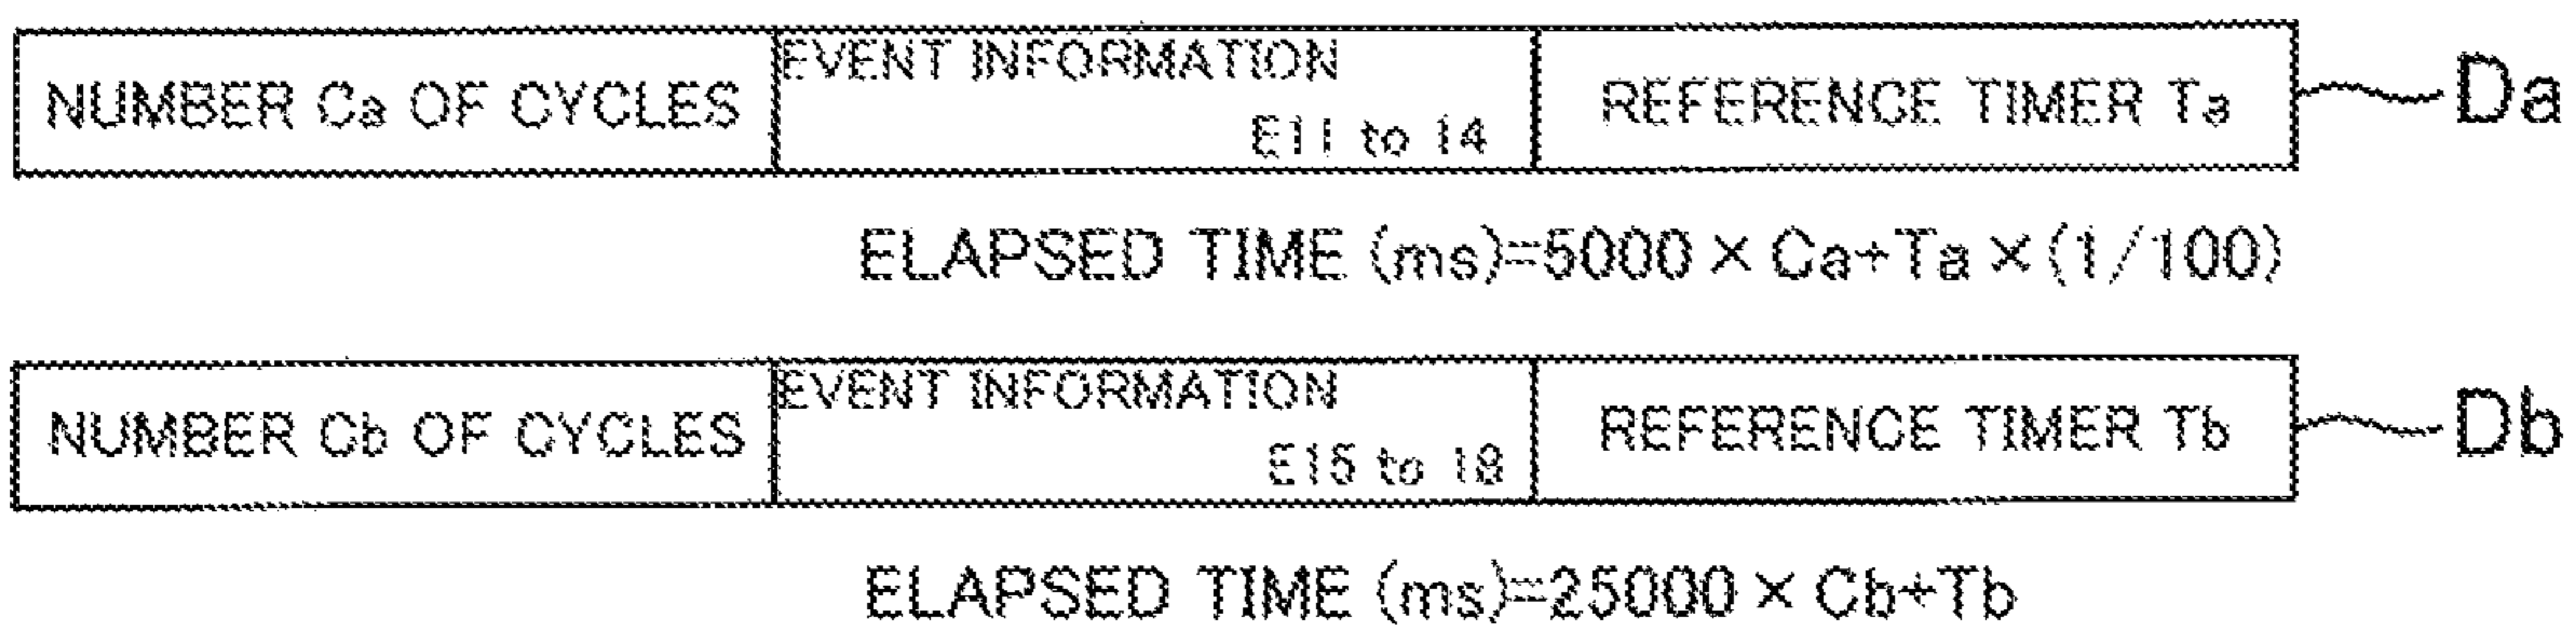 NUMBER Ca OF CYCLES
EVENT INFORMATION
E11 to 14
REFERENCE TIMER Ta
Da
ELAPSED TIME (ms)=5000×Ca+Ta×(1/100)
NUMBER Cb OF CYCLES
EVENT INFORMATION
E15 to 18
REFERENCE TIMER Tb
Db
ELAPSED TIME (ms)=25000×Cb+Tb